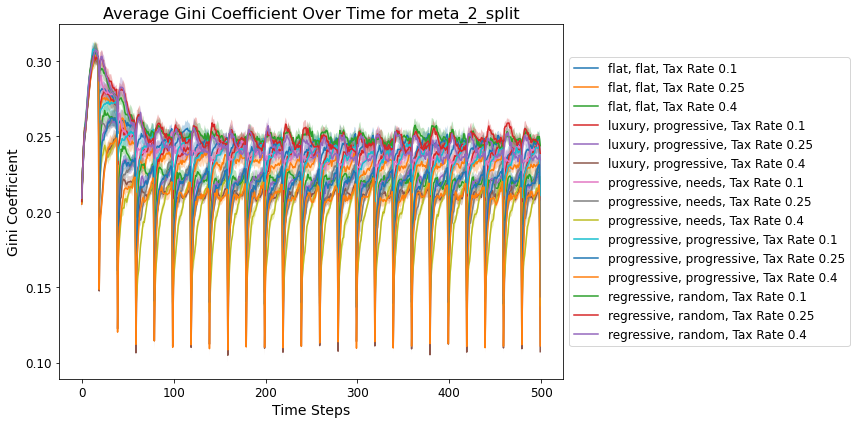 Average Gini Coefficient Over Time for meta_2_split
Gini Coefficient
0.30
0.25
0.20
0.15
0.10
0
100
200
300
400
500
Time Steps
flat, flat, Tax Rate 0.1
flat, flat, Tax Rate 0.25
flat, flat, Tax Rate 0.4
luxury, progressive, Tax Rate 0.1
luxury, progressive, Tax Rate 0.25
luxury, progressive, Tax Rate 0.4
progressive, needs, Tax Rate 0.1
progressive, needs, Tax Rate 0.25
progressive, needs, Tax Rate 0.4
progressive, progressive, Tax Rate 0.1
progressive, progressive, Tax Rate 0.25
progressive, progressive, Tax Rate 0.4
regressive, random, Tax Rate 0.1
regressive, random, Tax Rate 0.25
regressive, random, Tax Rate 0.4